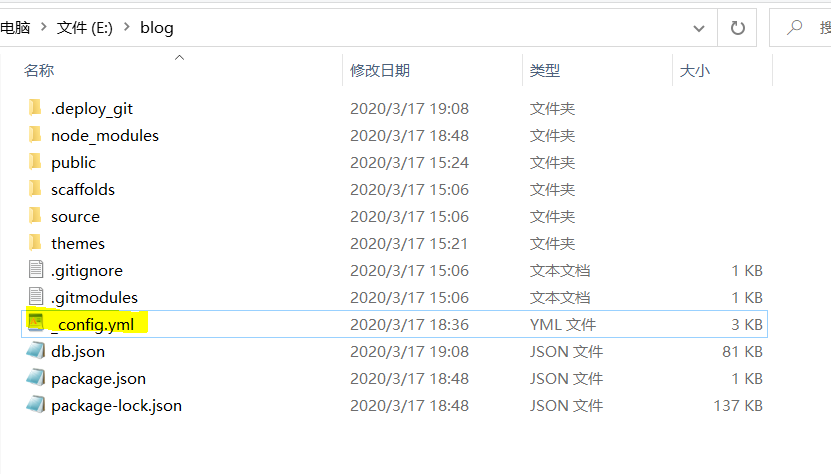 电脑 > 文件 (E:) > blog 搜
名称 修改日期 类型 大小
.deploy_git 2020/3/17 19:08 文件夹
node_modules 2020/3/17 18:48 文件夹
public 2020/3/17 15:24 文件夹
scaffolds 2020/3/17 15:06 文件夹
source 2020/3/17 15:06 文件夹
themes 2020/3/17 15:21 文件夹
.gitignore 2020/3/17 15:06 文本文档 1 KB
.gitmodules 2020/3/17 15:06 文本文档 1 KB
_config.yml 2020/3/17 18:36 YML 文件 3 KB
db.json 2020/3/17 19:08 JSON 文件 81 KB
package.json 2020/3/17 18:48 JSON 文件 1 KB
package-lock.json 2020/3/17 18:48 JSON 文件 137 KB